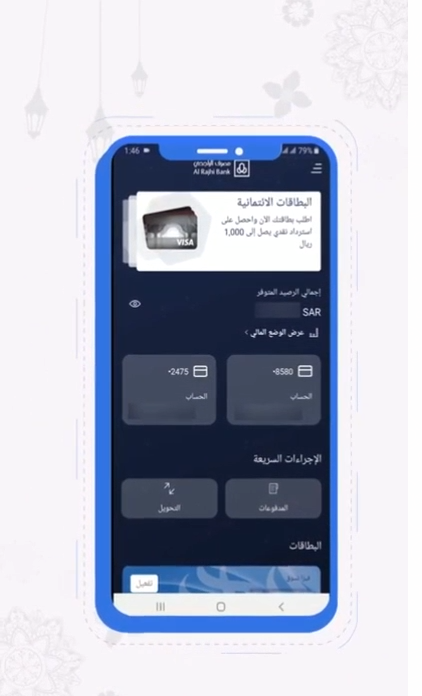 1:46
79%
مصرف الراجحي
Al Rajhi Bank
البطاقات الائتمانية
اطلب بطاقتك الآن واحصل على
استرداد نقدي يصل إلى 1,000
ريال
VISA
إجمالي الرصيد المتوفر
SAR
عرض الوضع المالي
8580•
2475•
الحساب
الحساب
الإجراءات السريعة
المدفوعات
التحويل
البطاقات
تفعيل